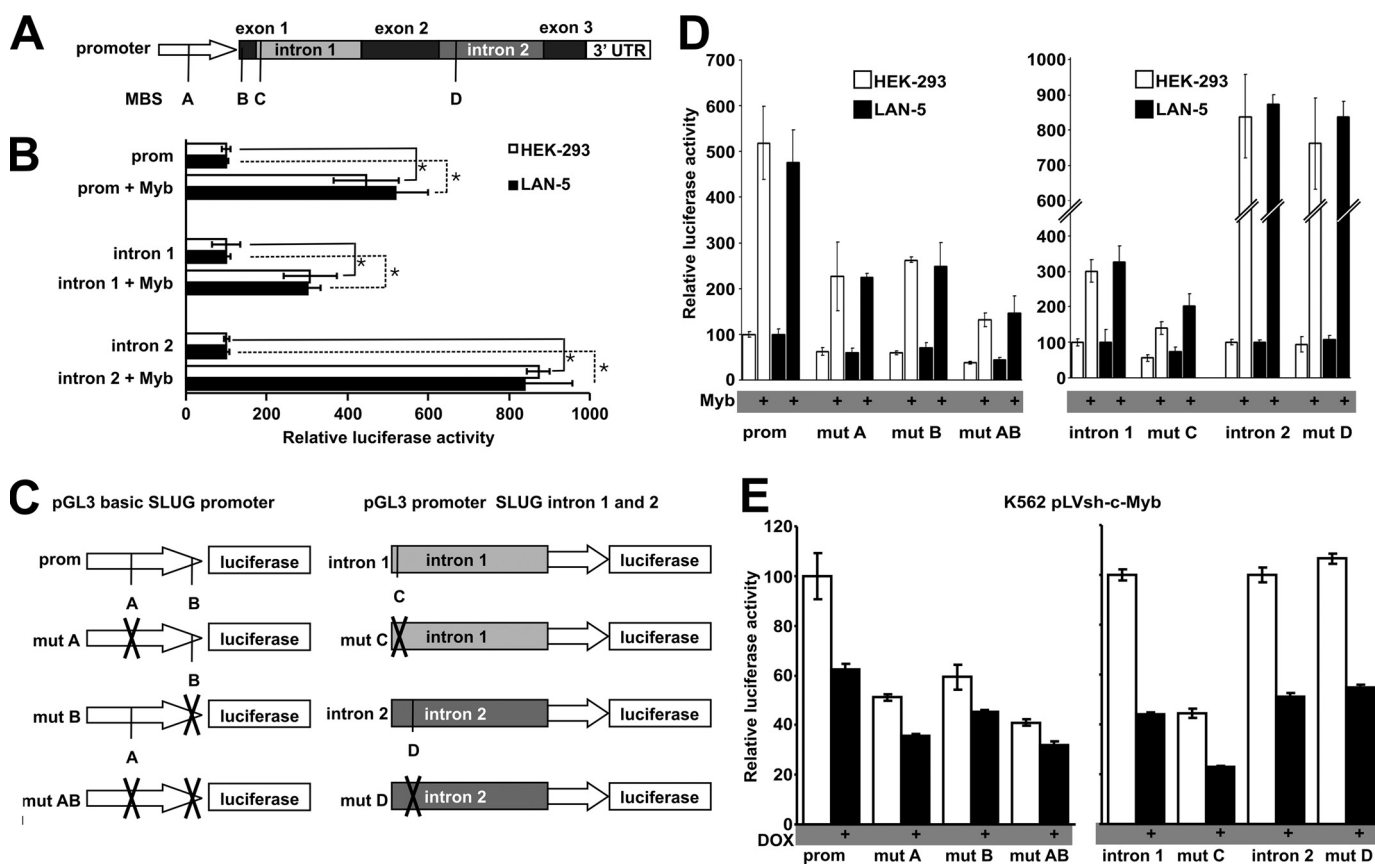 A
promoter
exon 1
exon 2
exon 3
intron 1
intron 2
3' UTR
MBS
A
B
C
D
B
HEK-293
LAN-5
prom
prom + Myb
intron 1
intron 1 + Myb
intron 2
intron 2 + Myb
*
*
*
*
*
*
0
200
400
600
800
1000
Relative luciferase activity
C
pGL3 basic SLUG promoter
pGL3 promoter SLUG intron 1 and 2
prom
luciferase
A
B
mut A
luciferase
B
mut B
luciferase
A
mut AB
luciferase
intron 1
intron 1
luciferase
C
mut C
intron 1
luciferase
intron 2
intron 2
luciferase
D
mut D
intron 2
luciferase
D
700
600
500
400
300
200
100
0
Relative luciferase activity
HEK-293
LAN-5
Myb
+ + + + + + + +
prom mut A mut B mut AB
1000
900
800
700
600
400
300
200
100
0
HEK-293
LAN-5
+ + + + + + + +
intron 1 mut C intron 2 mut D
E
K562 pLVsh-c-Myb
120
100
80
60
40
20
0
Relative luciferase activity
DOX
+ + + +
prom mut A mut B mut AB
+ + + +
intron 1 mut C intron 2 mut D